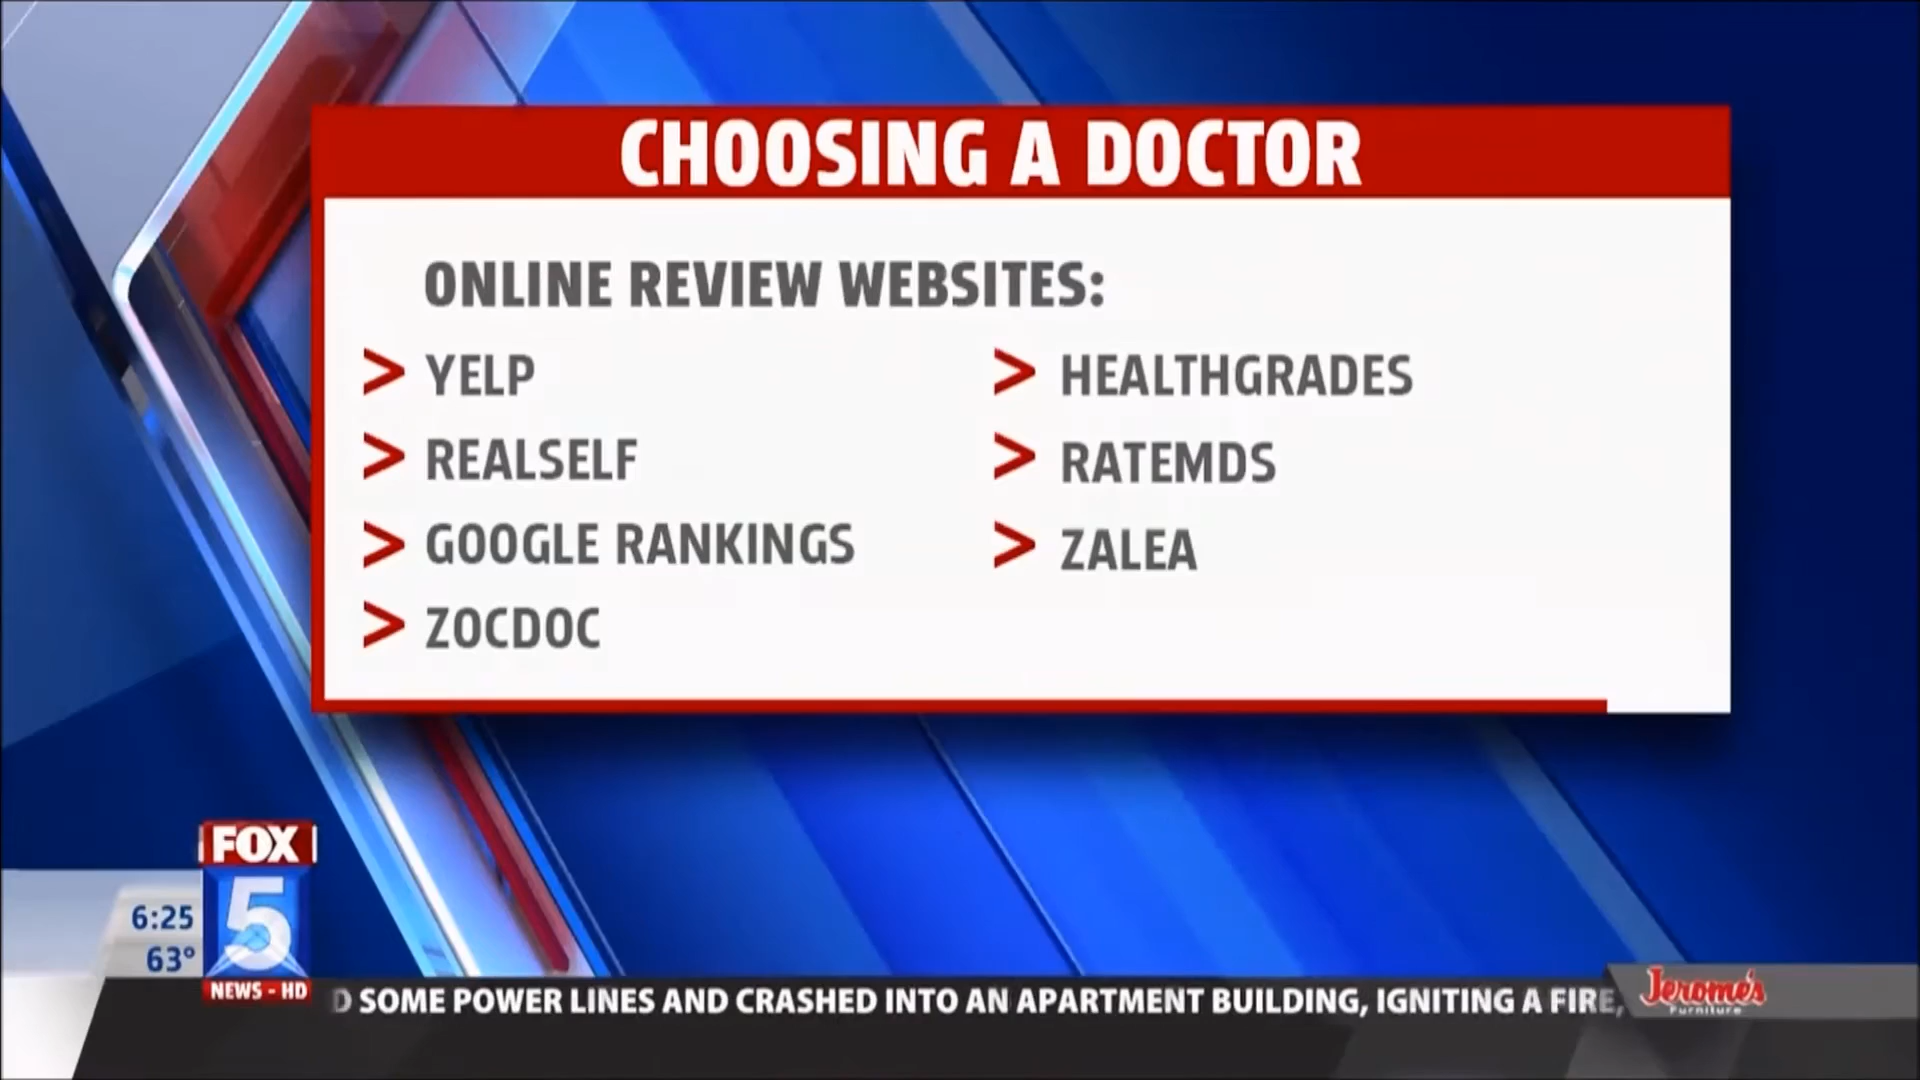 CHOOSING A DOCTOR
ONLINE REVIEW WEBSITES:
> YELP
> REALSELF
> GOOGLE RANKINGS
> ZOCDOC
> HEALTHGRADES
> RATEMDS
> ZALEA
FOX
5
NEWS - HD
6:25
63°
D SOME POWER LINES AND CRASHED INTO AN APARTMENT BUILDING, IGNITING A FIRE,
Jerome's
Furniture